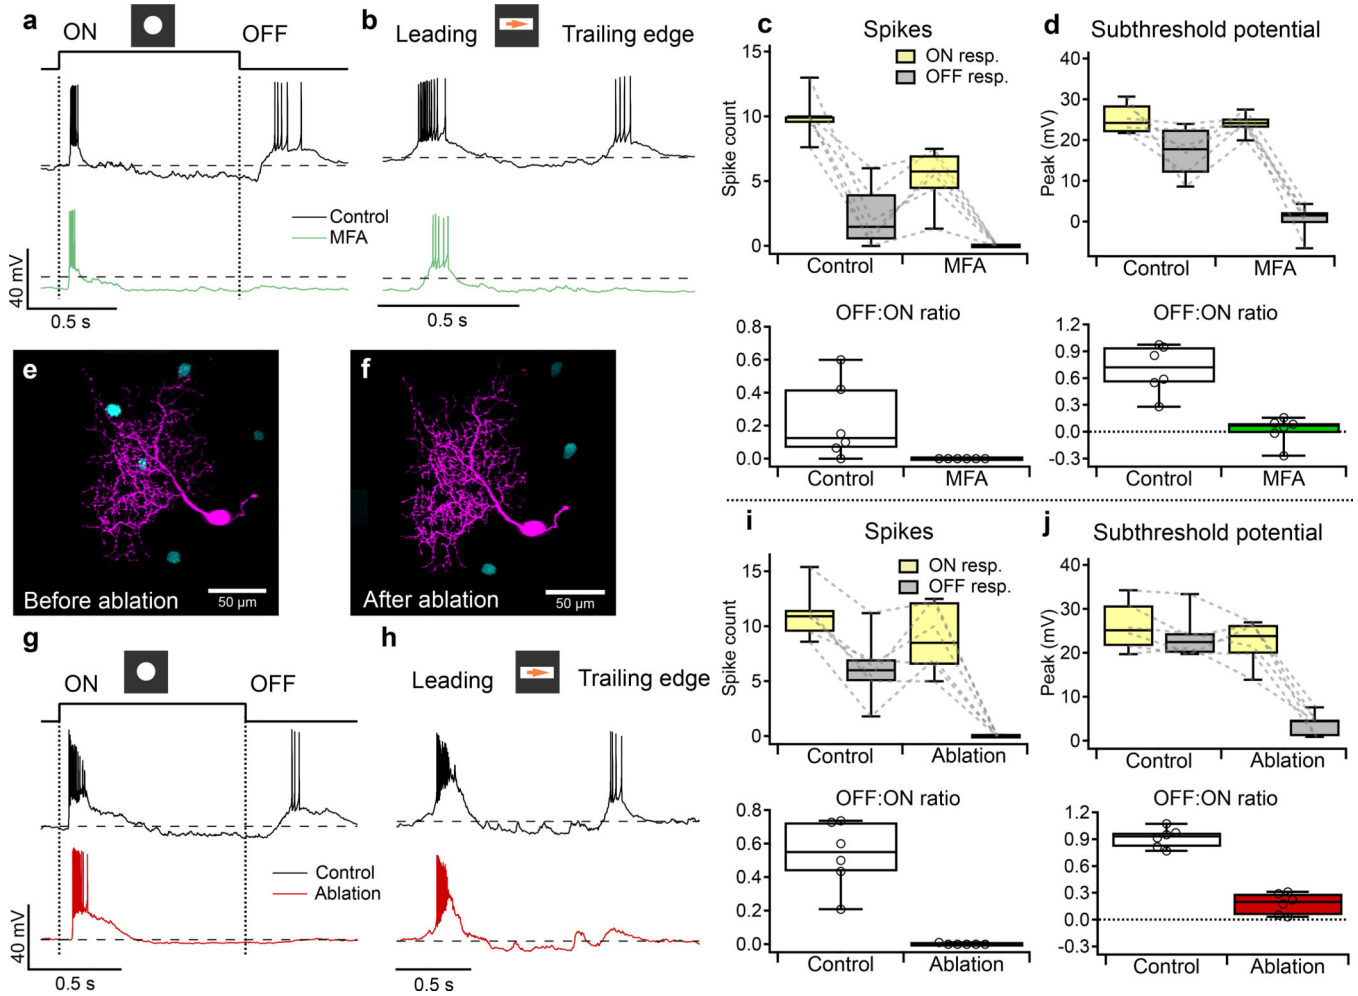 a
ON
OFF
Control
MFA
40 mV
0.5 s
b
Leading
Trailing edge
0.5 s
c
Spikes
ON resp.
OFF resp.
15
10
5
0
Spike count
Control
MFA
OFF:ON ratio
0.8
0.6
0.4
0.2
0.0
Control
MFA
d
Subthreshold potential
40
30
20
10
0
Peak (mV)
Control
MFA
OFF:ON ratio
1.2
0.9
0.6
0.3
0.0
-0.3
Control
MFA
e
Before ablation
50 µm
f
After ablation
50 µm
g
ON
OFF
Control
Ablation
40 mV
0.5 s
h
Leading
Trailing edge
0.5 s
i
Spikes
ON resp.
OFF resp.
15
10
5
0
Spike count
Control
Ablation
OFF:ON ratio
0.8
0.6
0.4
0.2
0.0
Control
Ablation
j
Subthreshold potential
40
30
20
10
0
Peak (mV)
Control
Ablation
OFF:ON ratio
1.2
0.9
0.6
0.3
0.0
-0.3
Control
Ablation